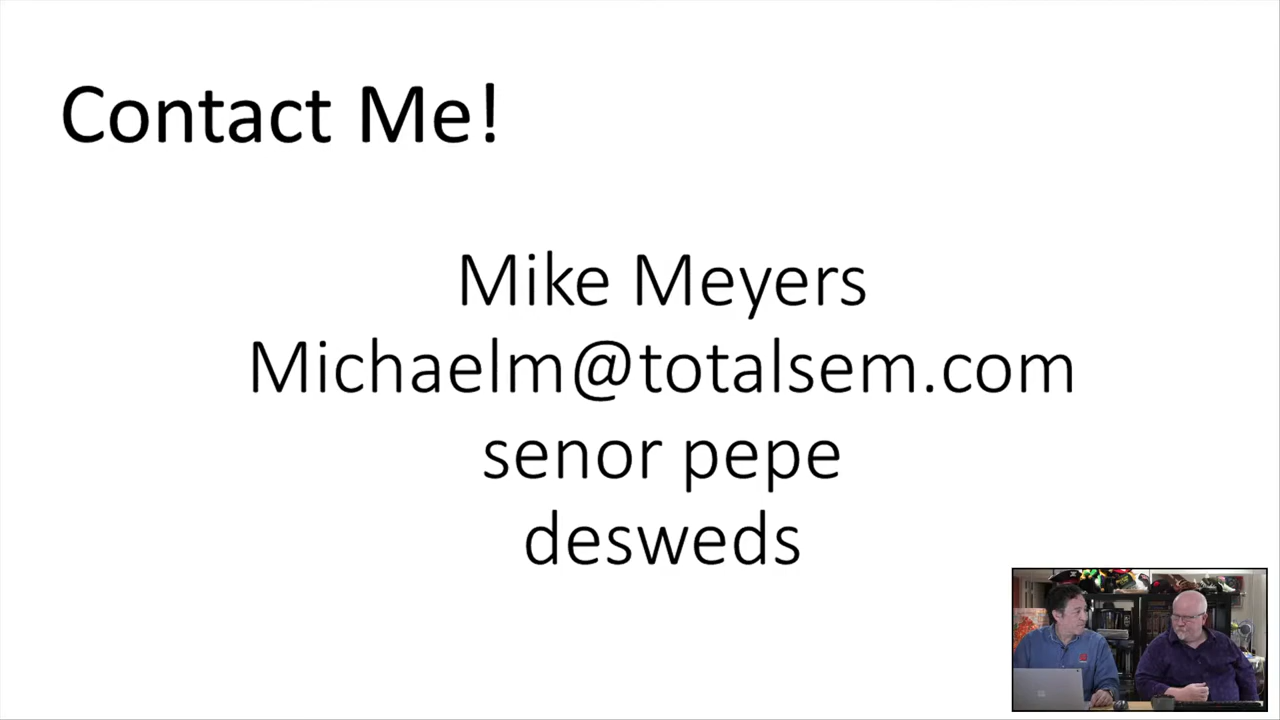 Contact Me!
Mike Meyers
Michaelm@totalsem.com
senor pepe
desweds